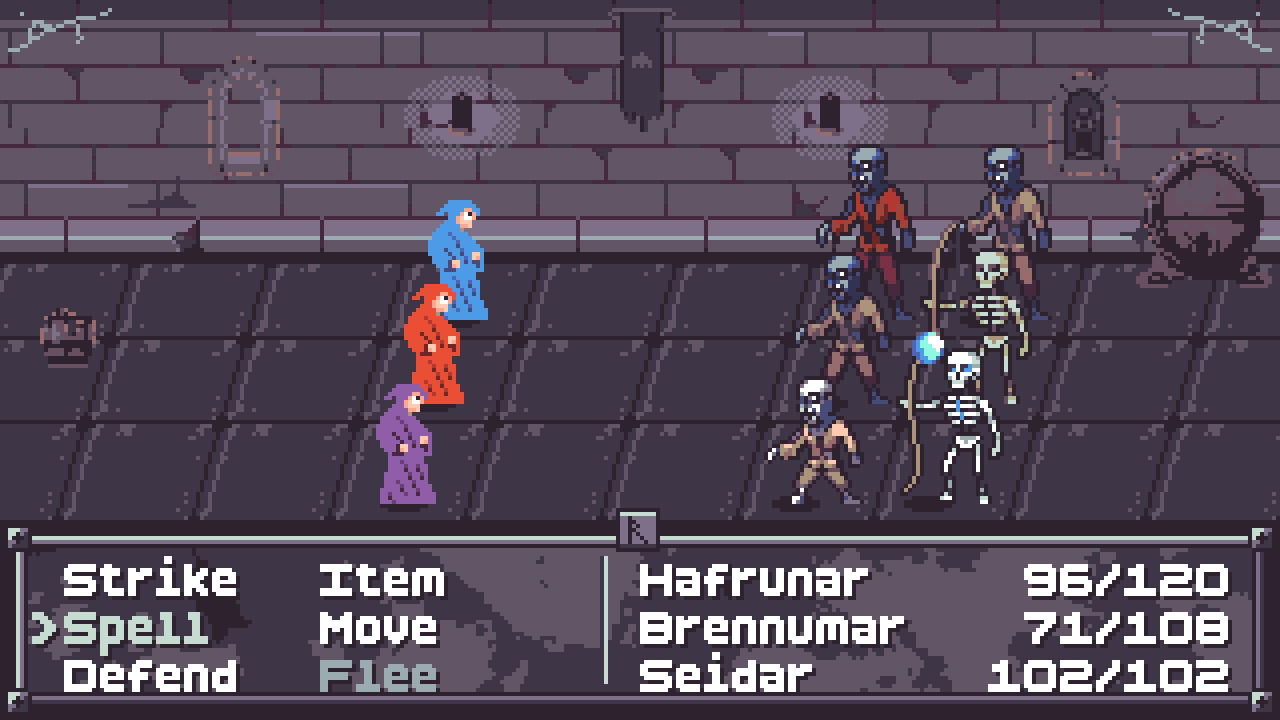 Strike Item
>Spell Move
Defend Flee
Hafrunar 96/120
Brennumar 71/108
Seidar 102/102